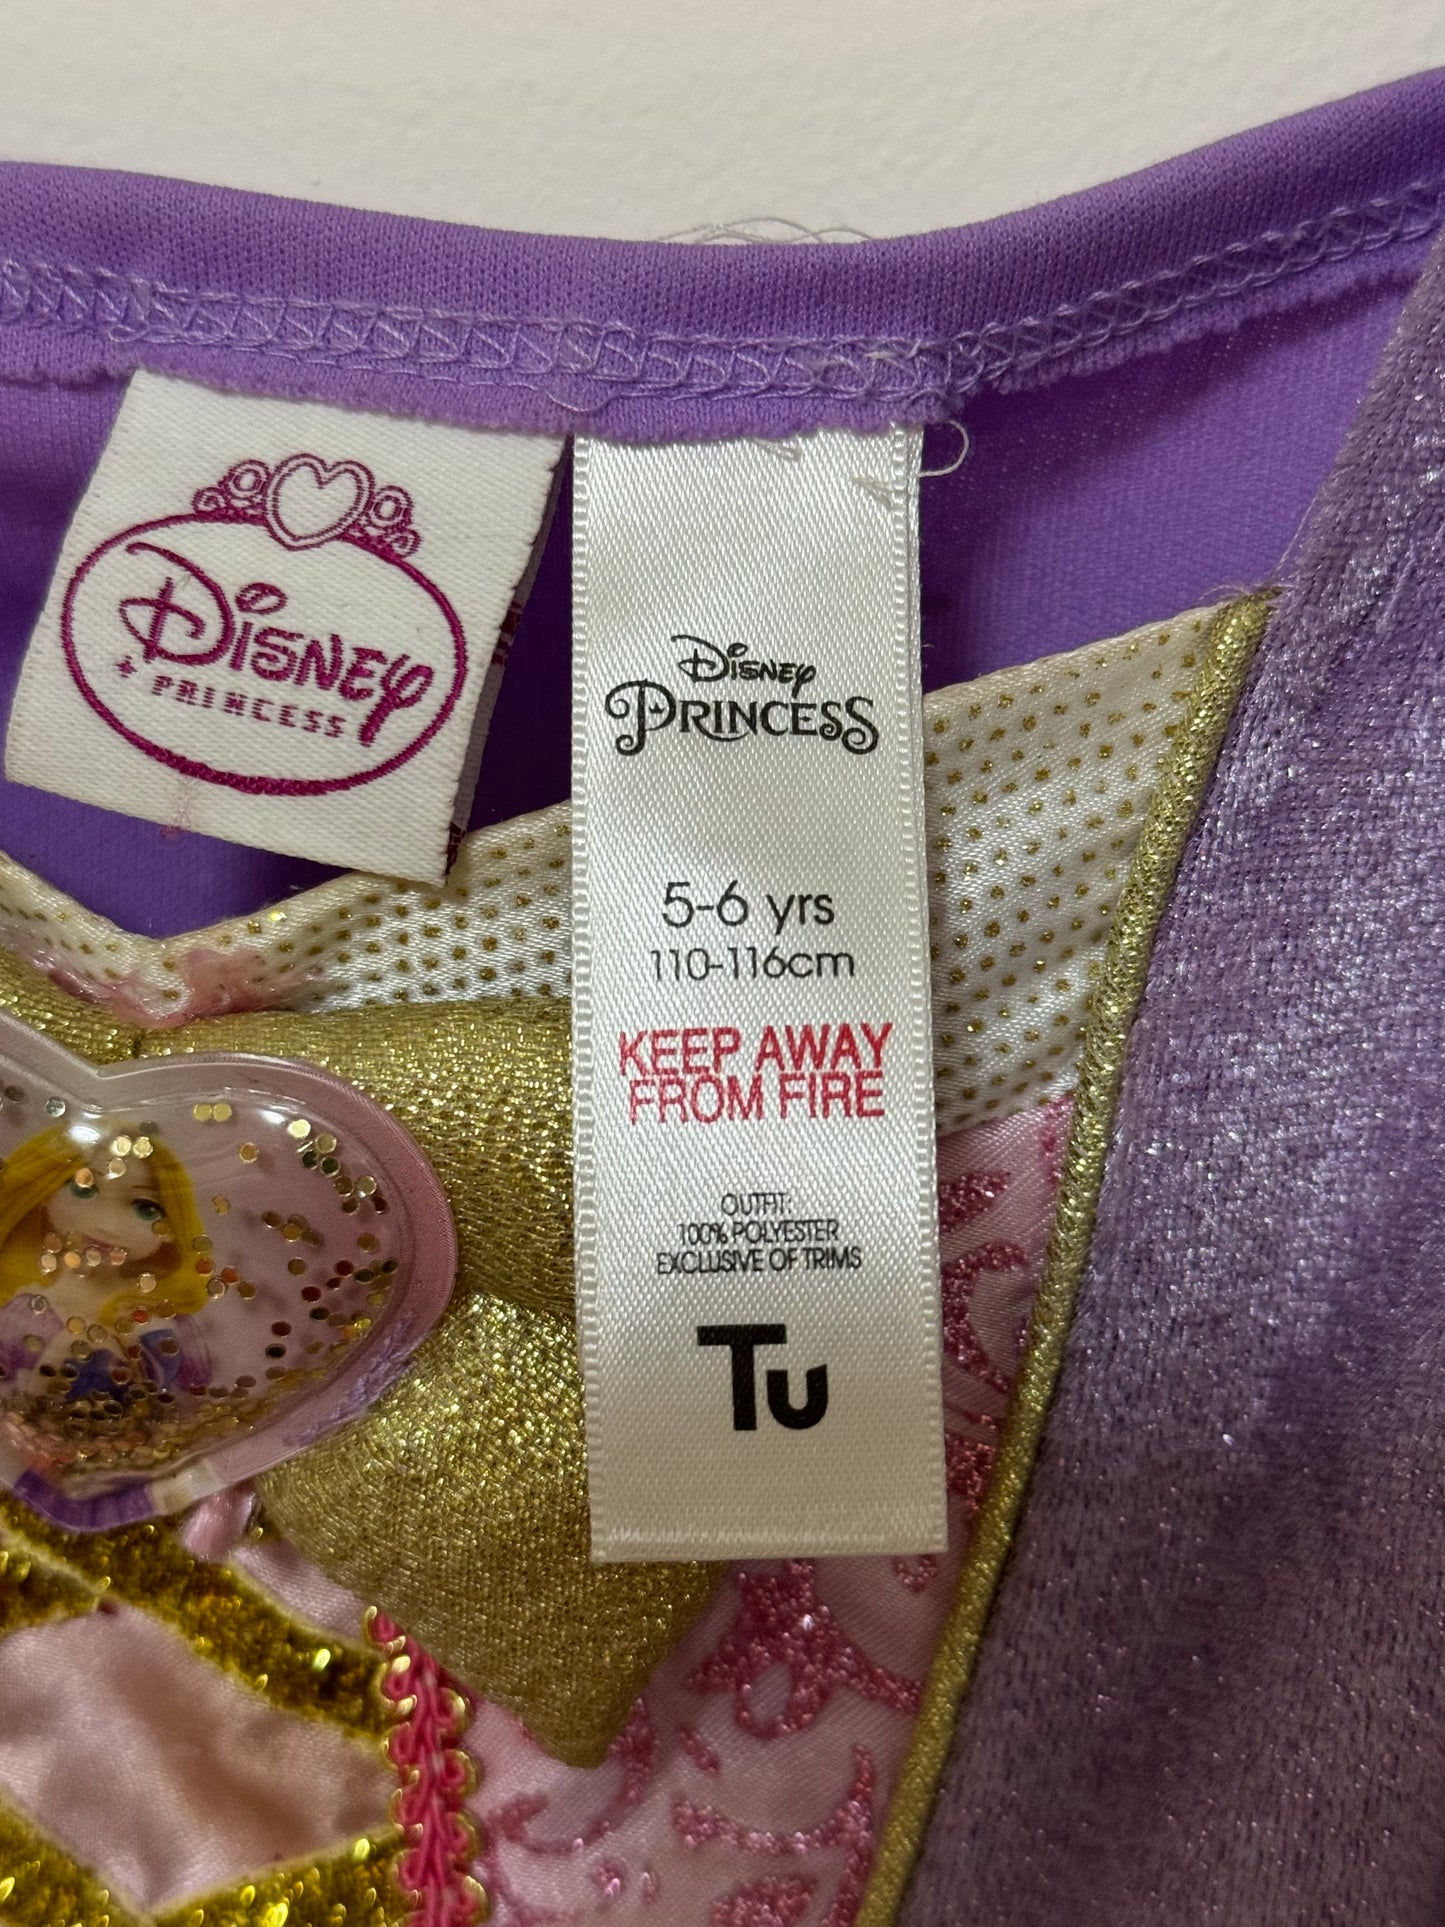 Disney
PRINCESS
Disney
PRINCESS
5-6 yrs
110-116cm
KEEP AWAY
FROM FIRE
OUTFIT:
100% POLYESTER
EXCLUSIVE OF TRIMS
Tu